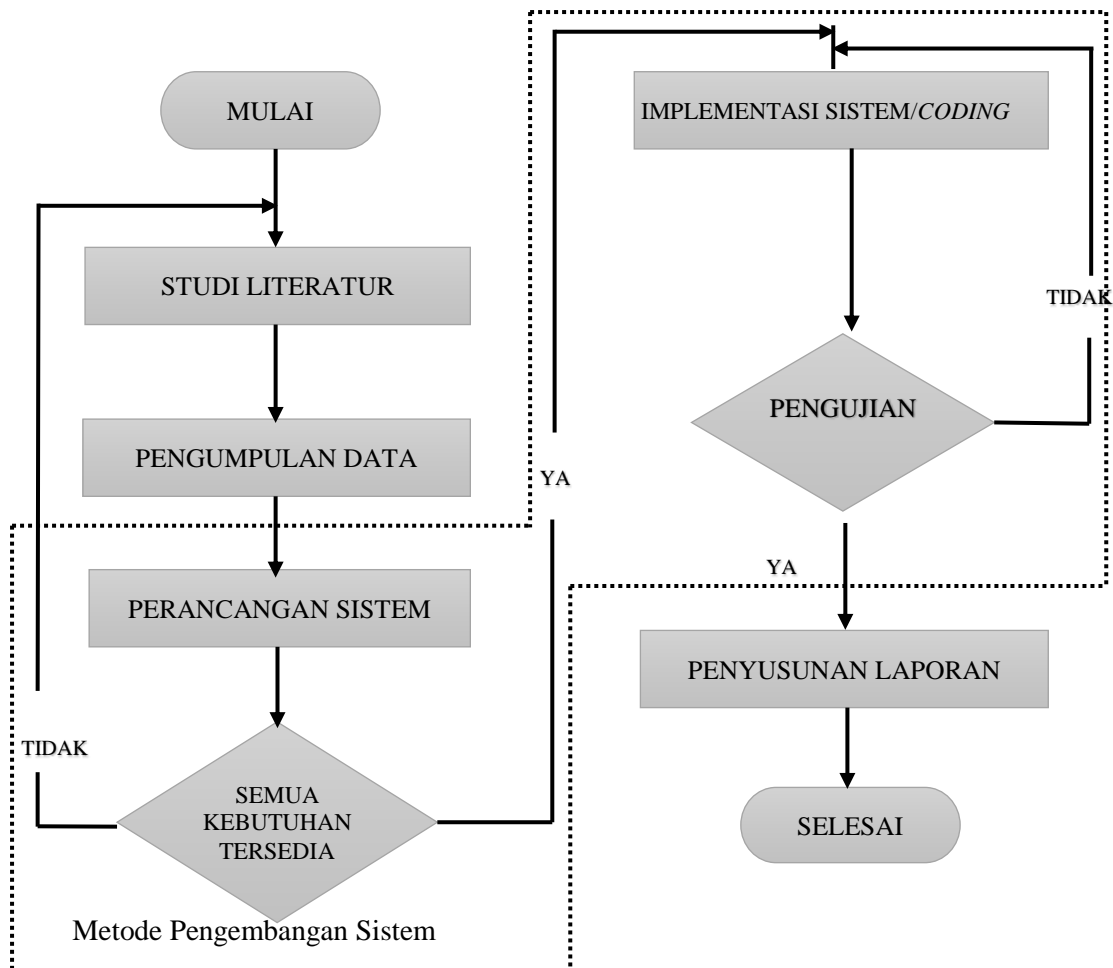 MULAI
STUDI LITERATUR
PENGUMPULAN DATA
PERANCANGAN SISTEM
TIDAK
SEMUA
KEBUTUHAN
TERSEDIA
Metode Pengembangan Sistem
YA
IMPLEMENTASI SISTEM/CODING
TIDAK
PENGUJIAN
YA
PENYUSUNAN LAPORAN
SELESAI